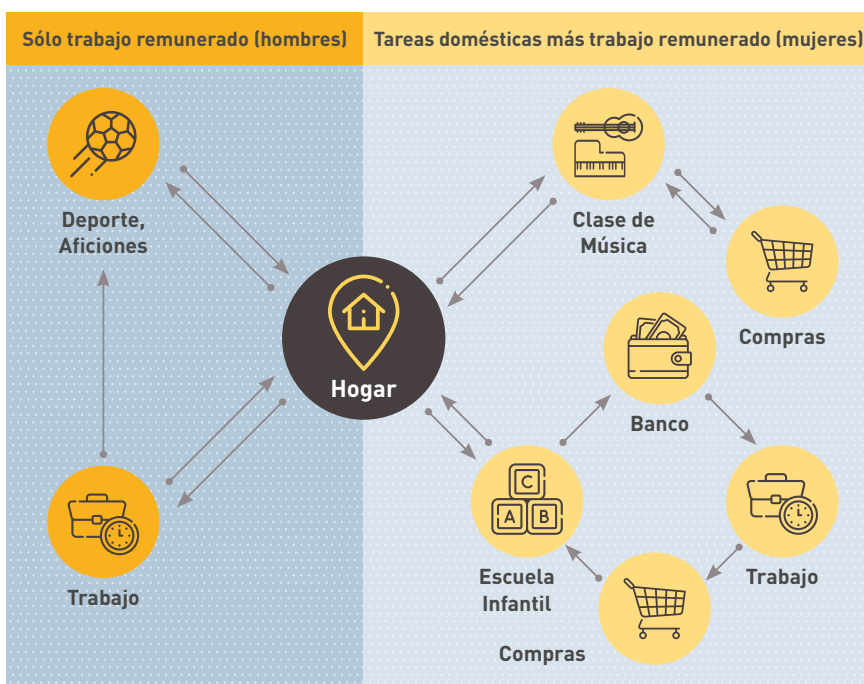 Sólo trabajo remunerado (hombres)
Tareas domésticas más trabajo remunerado (mujeres)
Deporte,
Aficiones
Clase de
Música
Compras
Hogar
Banco
Trabajo
C
A B
Escuela
Infantil
Trabajo
Compras